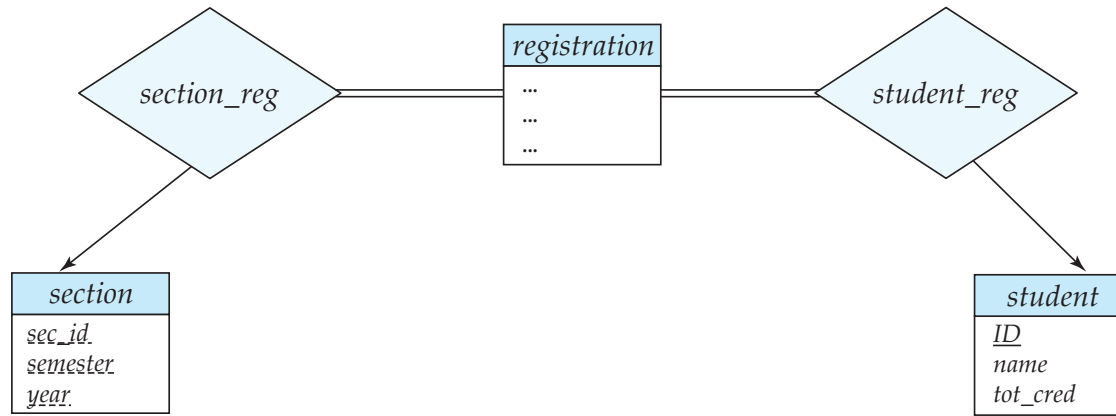 registration
...
...
...
section_reg
student_reg
section
sec_id
semester
year
student
ID
name
tot_cred